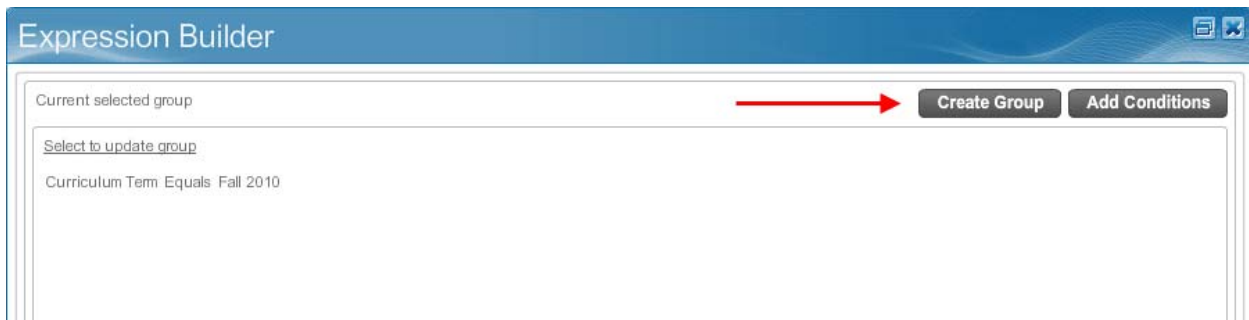 Expression Builder
Current selected group
Create Group
Add Conditions
Select to update group
Curriculum Term Equals Fall 2010